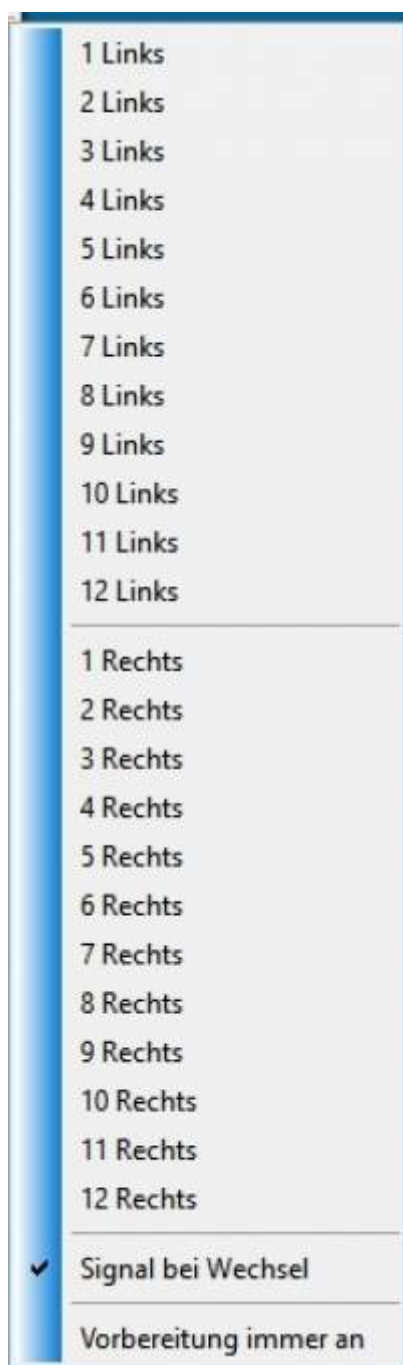 1 Links
2 Links
3 Links
4 Links
5 Links
6 Links
7 Links
8 Links
9 Links
10 Links
11 Links
12 Links
1 Rechts
2 Rechts
3 Rechts
4 Rechts
5 Rechts
6 Rechts
7 Rechts
8 Rechts
9 Rechts
10 Rechts
11 Rechts
12 Rechts
Signal bei Wechsel
Vorbereitung immer an